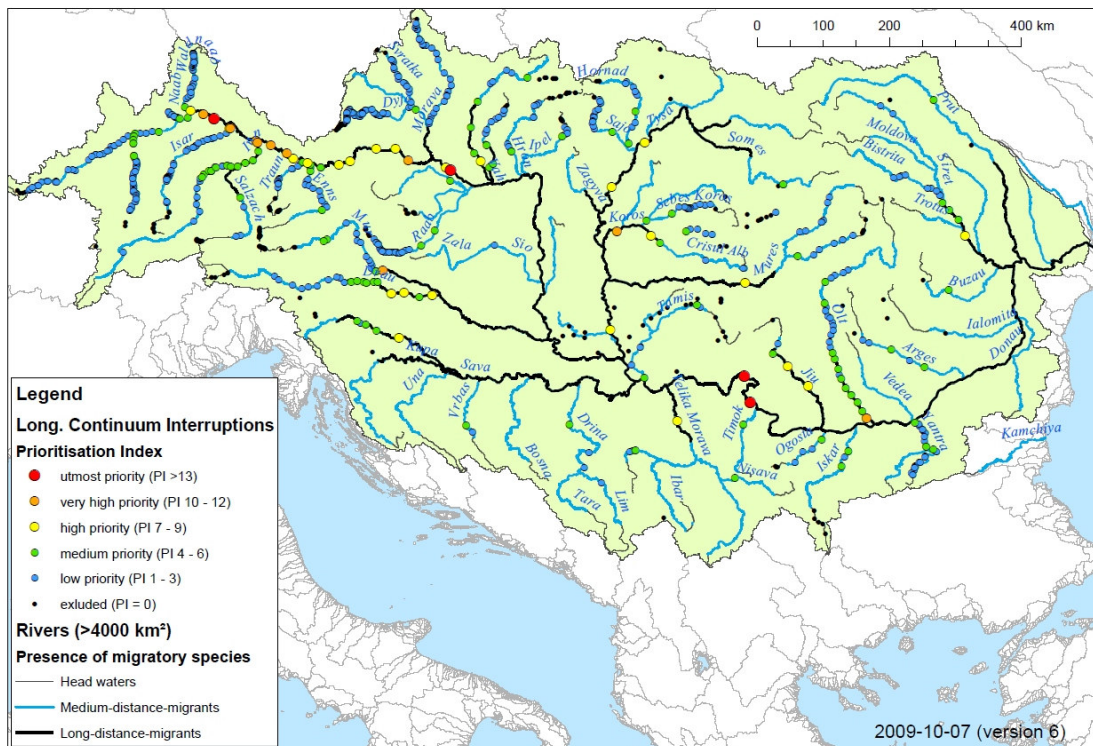 0 100 200 400 km
Naab
Wald
naab
Isar
Inn
Salzach
Traun
Enns
Svratka
Dyje
Morava
Vah
Hron
Ipel
Hornad
Sajo
Tysa
Zagyva
Somes
Prut
Moldova
Bistrita
Siret
Trotus
Koros
Sebes Koros
Crisul Alb
Mures
Raab
Zala
Sio
Mur
Drau
Tamis
Olt
Buzau
Ialomita
Donau
Arges
Vedea
Jiu
Kupa
Sava
Una
Vrbas
Bosna
Drina
Tara
Lim
Velika Morava
Ibar
Timok
Nisava
Ogosta
Iskar
Yantra
Kamchiya
Legend
Long. Continuum Interruptions
Prioritisation Index
utmost priority (PI >13)
very high priority (PI 10 - 12)
high priority (PI 7 - 9)
medium priority (PI 4 - 6)
low priority (PI 1 - 3)
exluded (PI = 0)
Rivers (>4000 km²)
Presence of migratory species
Head waters
Medium-distance-migrants
Long-distance-migrants
2009-10-07 (version 6)